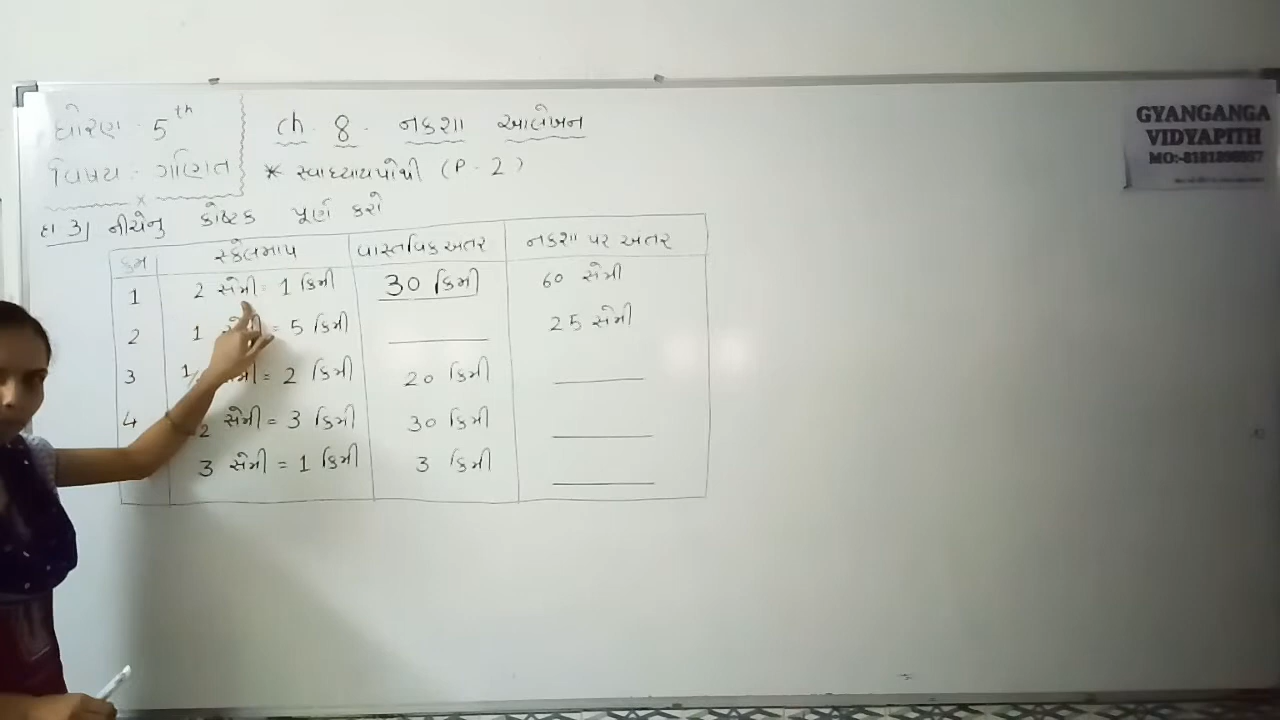 ધોરણ - 5th
વિષય - ગણિત
ch. 8. નકશા આલેખન
* સ્વાધ્યાયપોથી (P. 2)
GYANGANGA
VIDYAPITH
3] નીચેનુ કોષ્ટક પૂર્ણ કરો
ક્રમ સ્કેલમાપ વાસ્તવિક અંતર નકશા પર અંતર
1 2 સેમી = 1 કિમી 30 કિમી 60 સેમી
2 1 = 5 કિમી 25 સેમી
3 = 2 કિમી 20 કિમી
4 2 સેમી = 3 કિમી 30 કિમી
3 સેમી = 1 કિમી 3 કિમી